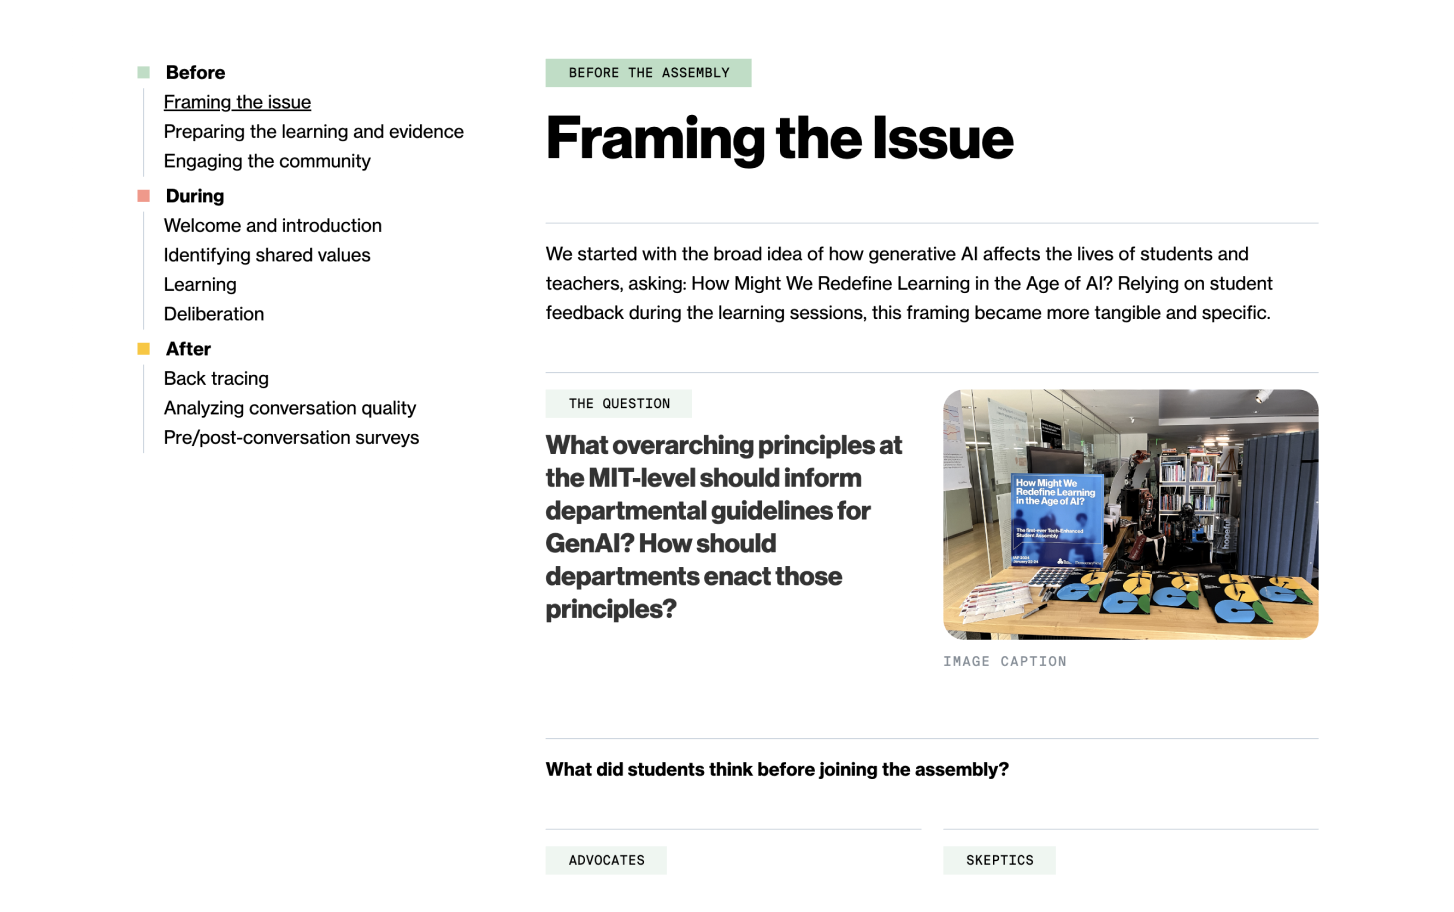 Before
Framing the issue
Preparing the learning and evidence
Engaging the community
During
Welcome and introduction
Identifying shared values
Learning
Deliberation
After
Back tracing
Analyzing conversation quality
Pre/post-conversation surveys
BEFORE THE ASSEMBLY
Framing the Issue
We started with the broad idea of how generative AI affects the lives of students and
teachers, asking: How Might We Redefine Learning in the Age of AI? Relying on student
feedback during the learning sessions, this framing became more tangible and specific.
THE QUESTION
What overarching principles at
the MIT-level should inform
departmental guidelines for
GenAI? How should
departments enact those
principles?
How Might We
Redefine Learning
in the Age of AI?
The first-ever Tech-Enhanced
Student Assembly
hopeful
IMAGE CAPTION
What did students think before joining the assembly?
ADVOCATES
SKEPTICS